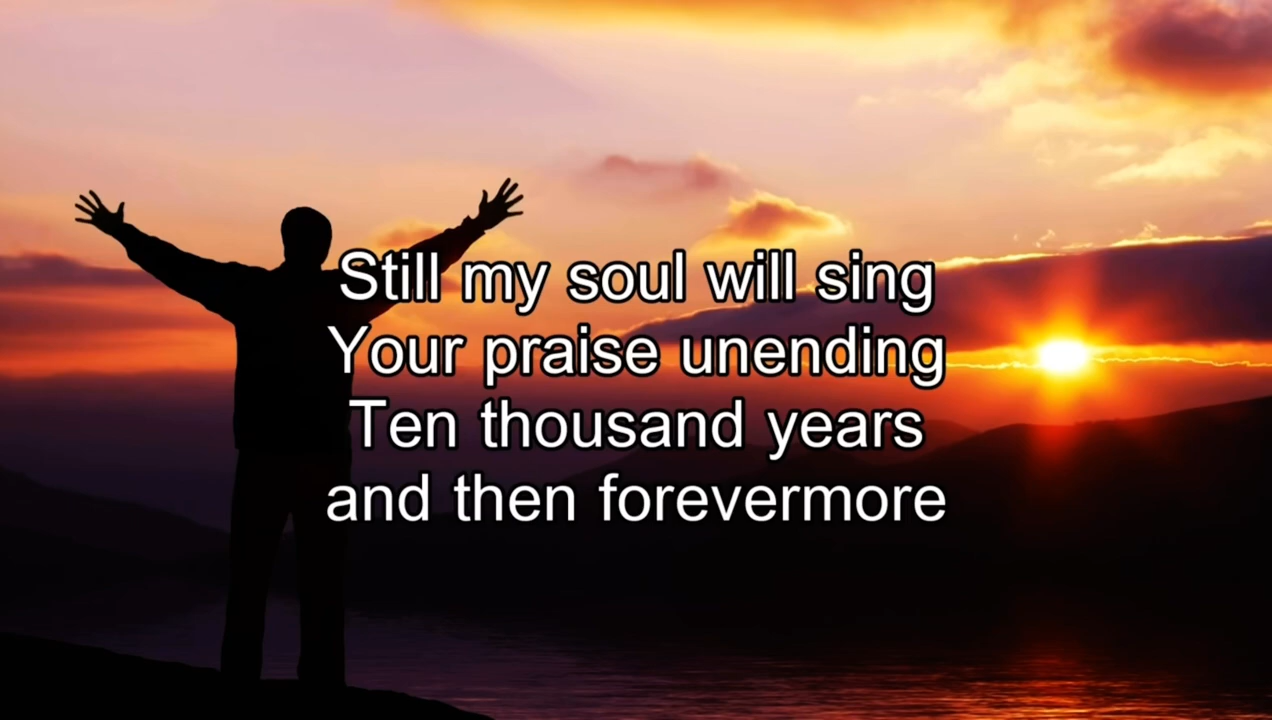 Still my soul will sing
Your praise unending
Ten thousand years
and then forevermore